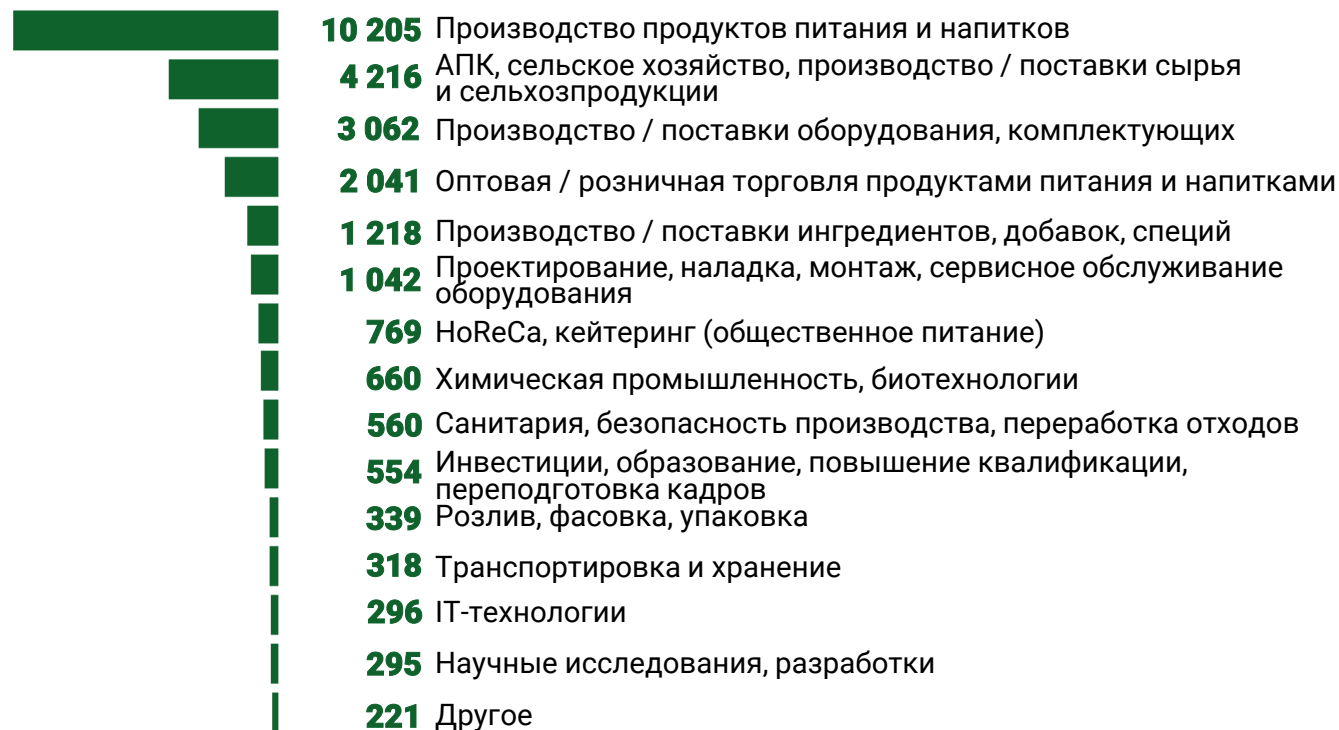 10 205 Производство продуктов питания и напитков
4 216 АПК, сельское хозяйство, производство / поставки сырья
и сельхозпродукции
3 062 Производство / поставки оборудования, комплектующих
2 041 Оптовая / розничная торговля продуктами питания и напитками
1 218 Производство / поставки ингредиентов, добавок, специй
1 042 Проектирование, наладка, монтаж, сервисное обслуживание
оборудования
769 HoReCa, кейтеринг (общественное питание)
660 Химическая промышленность, биотехнологии
560 Санитария, безопасность производства, переработка отходов
554 Инвестиции, образование, повышение квалификации,
переподготовка кадров
339 Розлив, фасовка, упаковка
318 Транспортировка и хранение
296 IT-технологии
295 Научные исследования, разработки
221 Другое